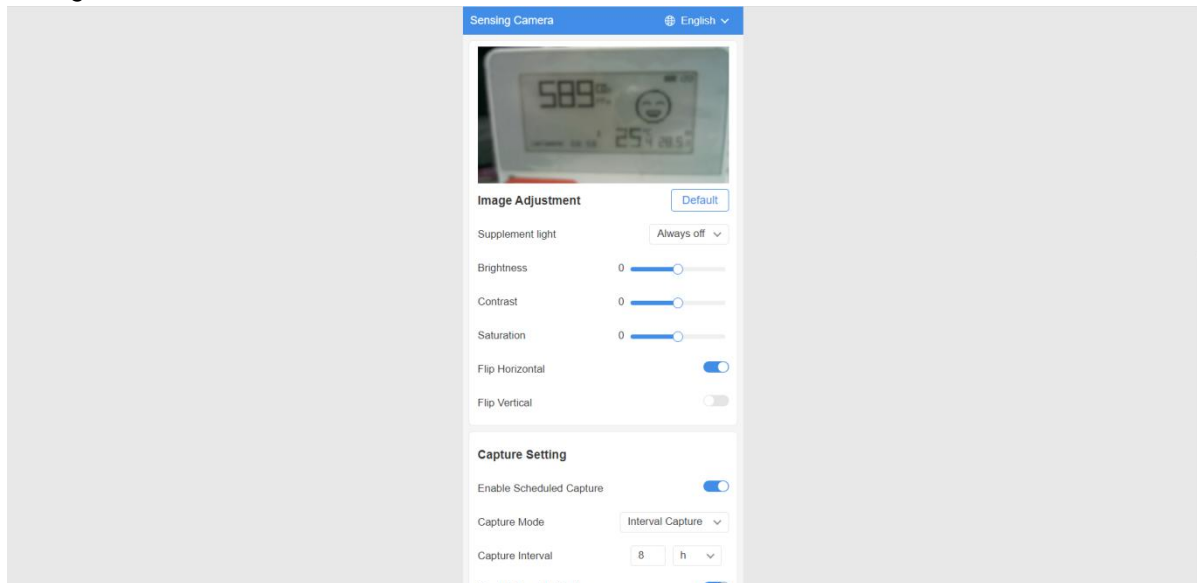 Sensing Camera English
589
25.
Image Adjustment Default
Supplement light Always off
Brightness 0
Contrast 0
Saturation 0
Flip Horizontal
Flip Vertical
Capture Setting
Enable Scheduled Capture
Capture Mode Interval Capture
Capture Interval 8 h